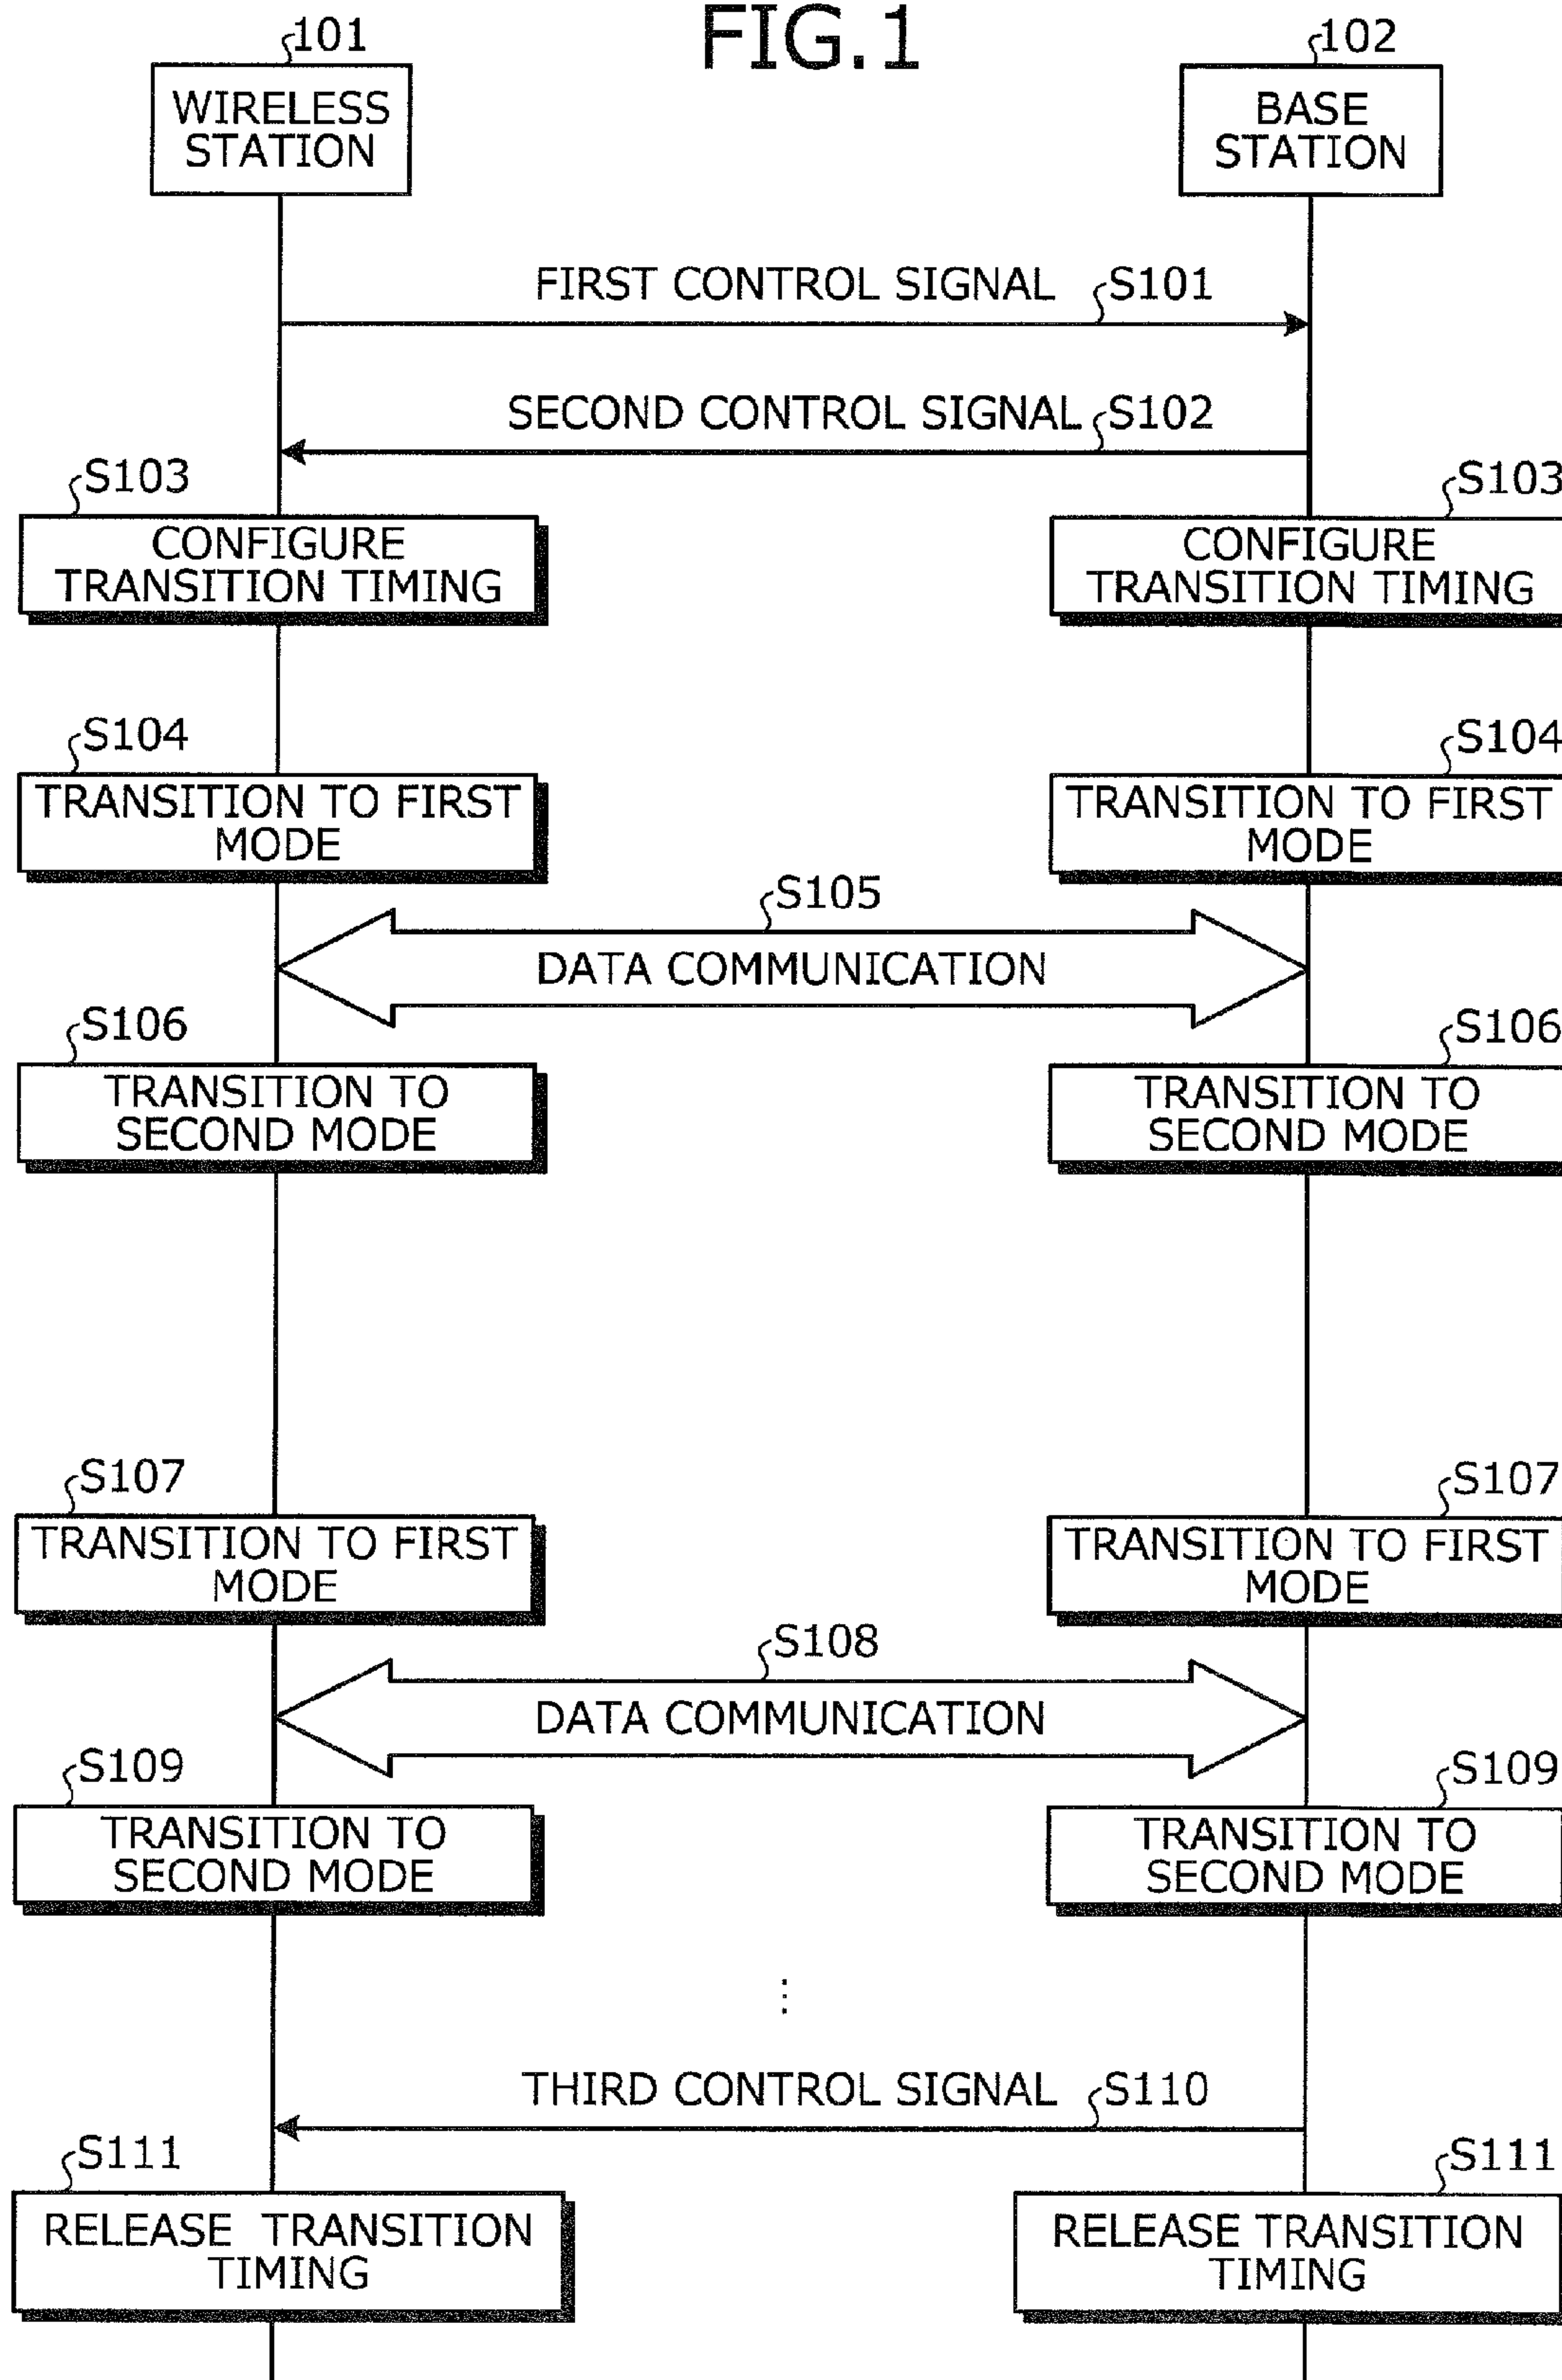 FIG.1
101
102
WIRELESS
STATION
BASE
STATION
FIRST CONTROL SIGNAL S101
SECOND CONTROL SIGNAL S102
S103
S103
CONFIGURE
TRANSITION TIMING
CONFIGURE
TRANSITION TIMING
S104
S104
TRANSITION TO FIRST
MODE
TRANSITION TO FIRST
MODE
S105
DATA COMMUNICATION
S106
S106
TRANSITION TO
SECOND MODE
TRANSITION TO
SECOND MODE
S107
S107
TRANSITION TO FIRST
MODE
TRANSITION TO FIRST
MODE
S108
DATA COMMUNICATION
S109
S109
TRANSITION TO
SECOND MODE
TRANSITION TO
SECOND MODE
⋮
THIRD CONTROL SIGNAL S110
S111
S111
RELEASE TRANSITION
TIMING
RELEASE TRANSITION
TIMING